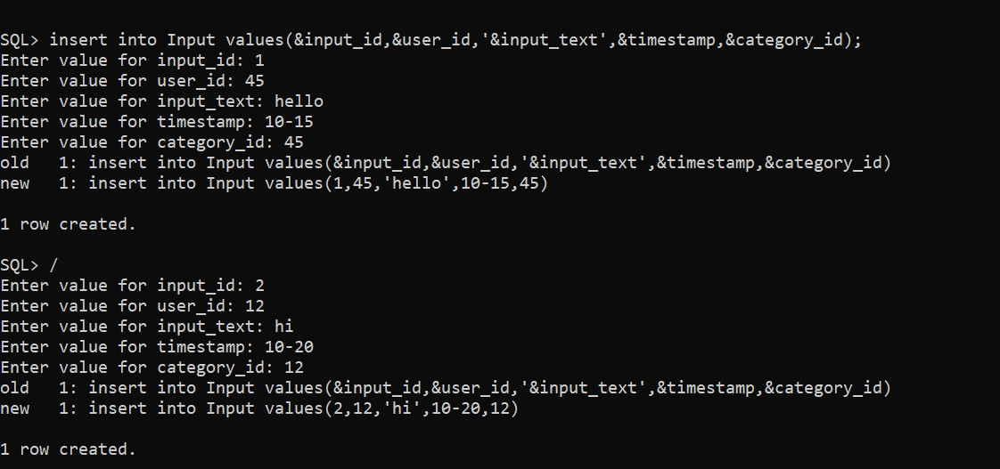 SQL> insert into Input values(&input_id,&user_id,'&input_text',&timestamp,&category_id);
Enter value for input_id: 1
Enter value for user_id: 45
Enter value for input_text: hello
Enter value for timestamp: 10-15
Enter value for category_id: 45
old   1: insert into Input values(&input_id,&user_id,'&input_text',&timestamp,&category_id)
new   1: insert into Input values(1,45,'hello',10-15,45)
1 row created.
SQL> /
Enter value for input_id: 2
Enter value for user_id: 12
Enter value for input_text: hi
Enter value for timestamp: 10-20
Enter value for category_id: 12
old   1: insert into Input values(&input_id,&user_id,'&input_text',&timestamp,&category_id)
new   1: insert into Input values(2,12,'hi',10-20,12)
1 row created.